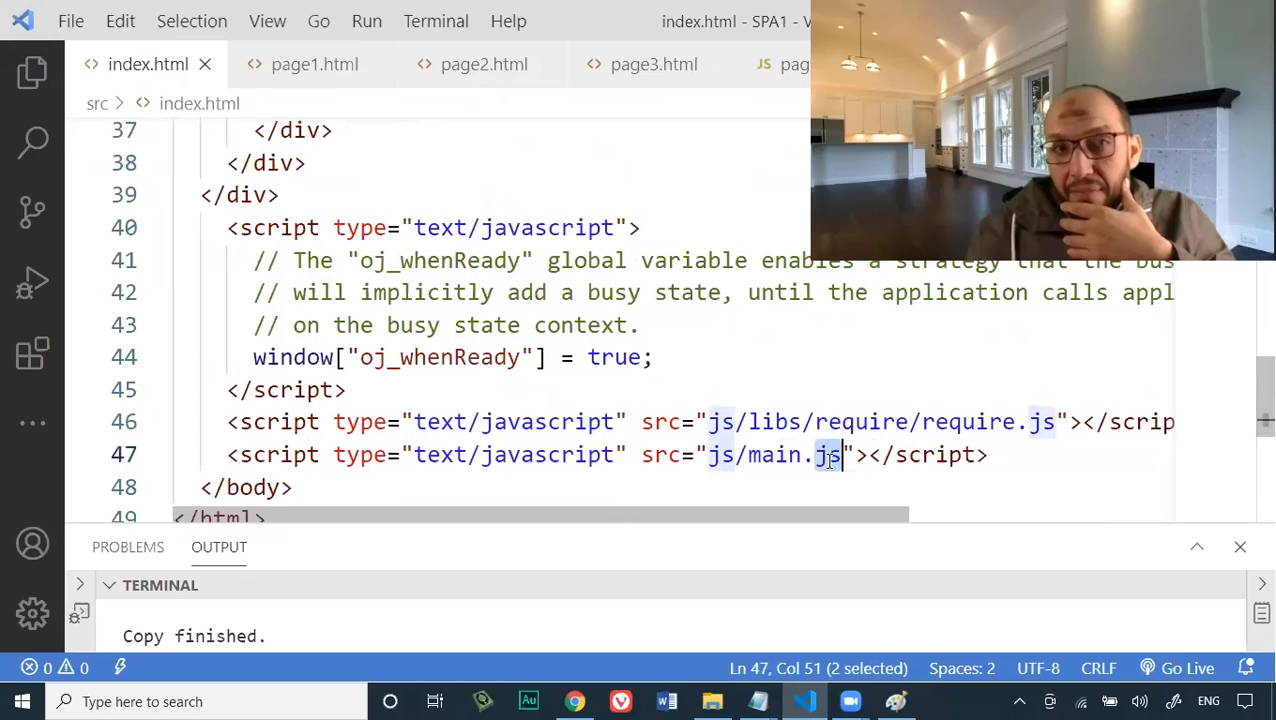 File Edit Selection View Go Run Terminal Help index.html - SPA1 - V
index.html page1.html page2.html page3.html JS pag
src index.html
37 </div>
38 </div>
39 </div>
40 <script type="text/javascript">
41 // The "oj_whenReady" global variable enables a strategy that the bus
42 // will implicitly add a busy state, until the application calls appl
43 // on the busy state context.
44 window["oj_whenReady"] = true;
45 </script>
46 <script type="text/javascript" src="js/libs/require/require.js"></scrip
47 <script type="text/javascript" src="js/main.js"></script>
48 </body>
49 </html>
PROBLEMS OUTPUT
TERMINAL
Copy finished.
0 0 Ln 47, Col 51 (2 selected) Spaces: 2 UTF-8 CRLF HTML Go Live
Type here to search Au W ENG